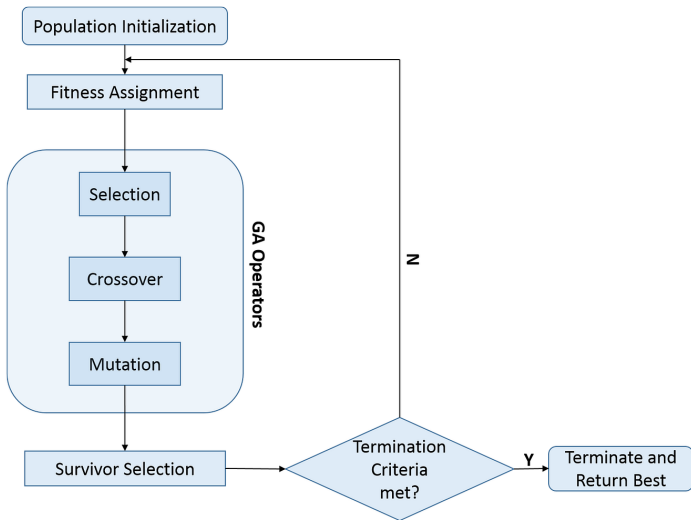 Population Initialization
Fitness Assignment
Selection
Crossover
Mutation
GA Operators
Survivor Selection
Termination
Criteria
met?
N
Y
Terminate and
Return Best